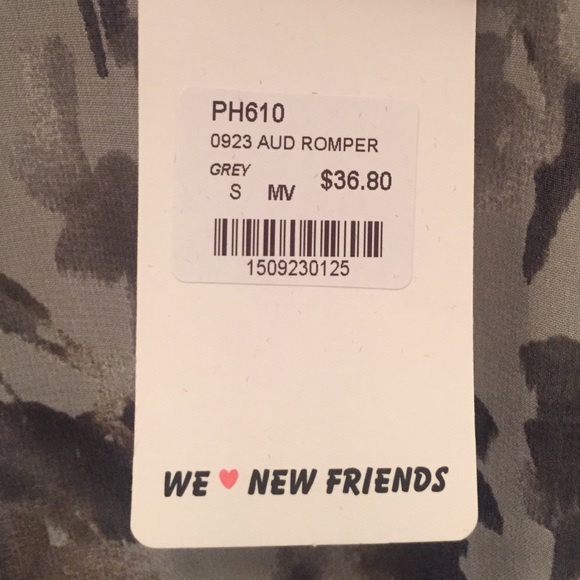 PH610
0923 AUD ROMPER
GREY
S MV $36.80
1509230125
WE ♥ NEW FRIENDS